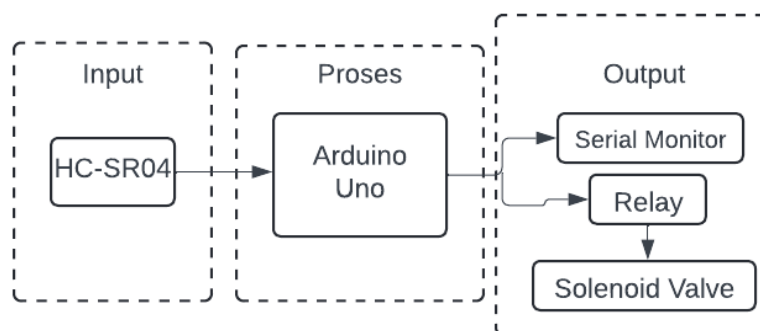 Input
HC-SR04
Proses
Arduino
Uno
Output
Serial Monitor
Relay
Solenoid Valve